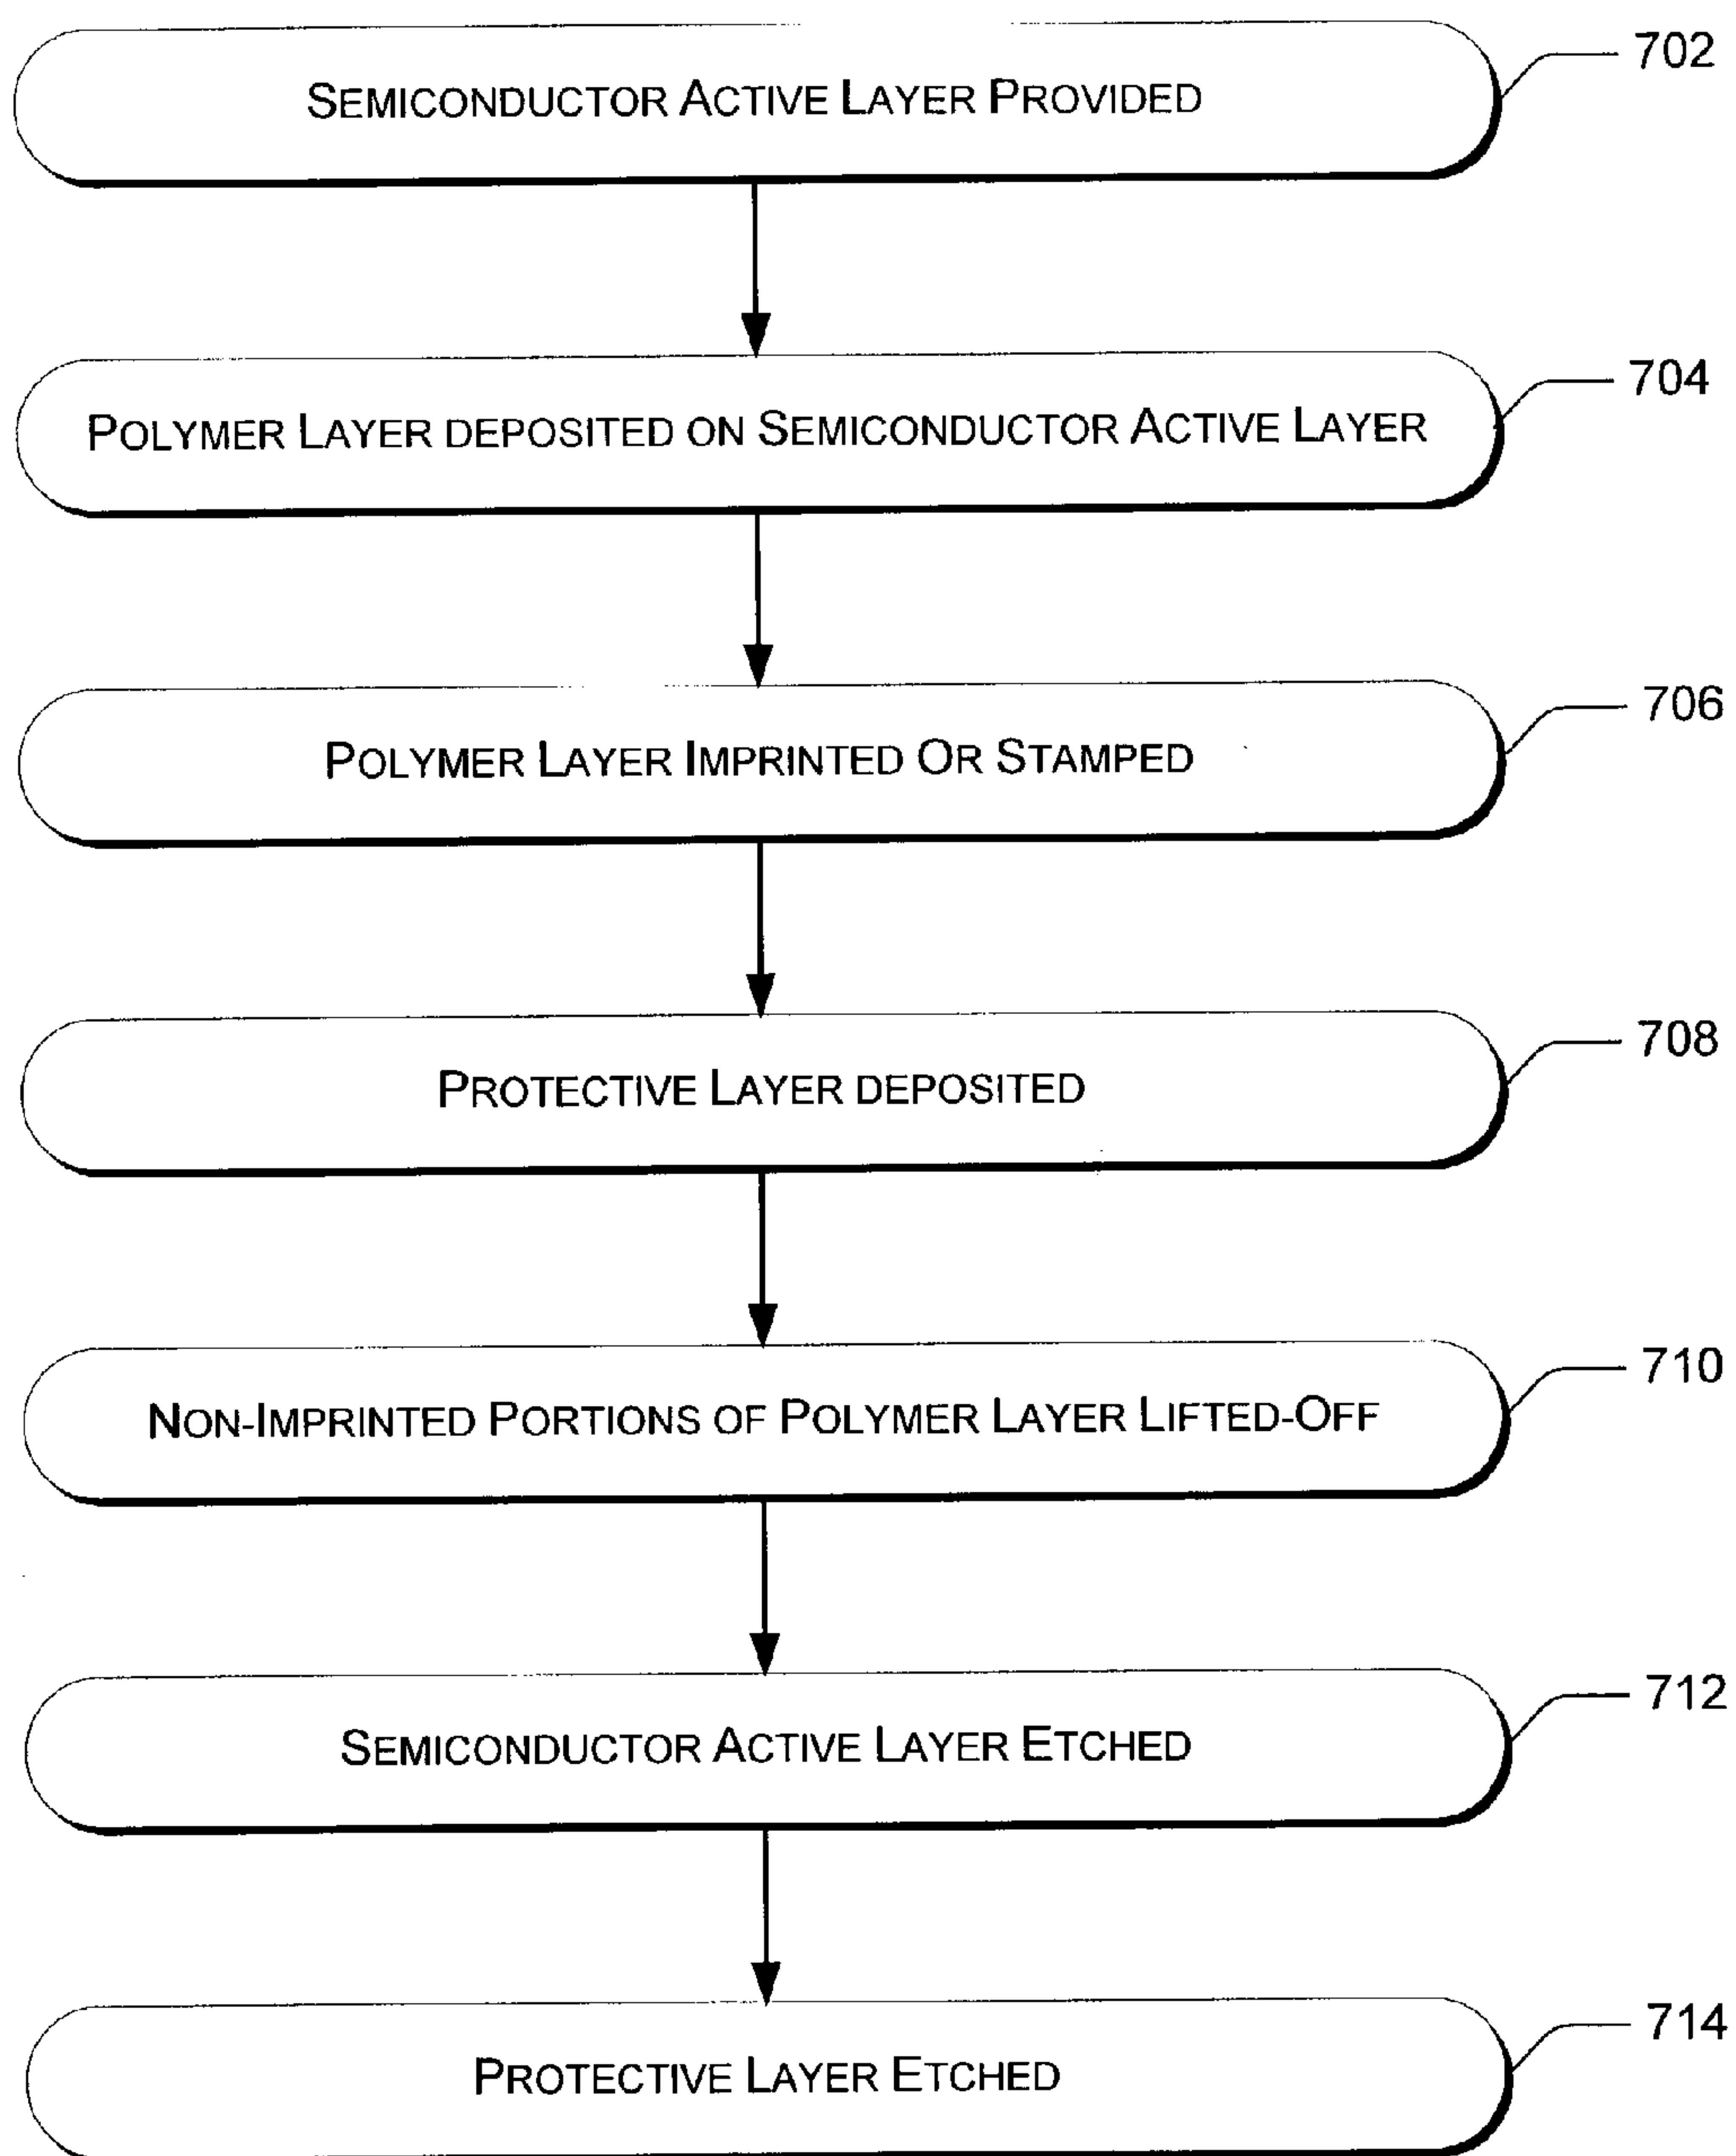 SEMICONDUCTOR ACTIVE LAYER PROVIDED
702
POLYMER LAYER DEPOSITED ON SEMICONDUCTOR ACTIVE LAYER
704
POLYMER LAYER IMPRINTED OR STAMPED
706
PROTECTIVE LAYER DEPOSITED
708
NON-IMPRINTED PORTIONS OF POLYMER LAYER LIFTED-OFF
710
SEMICONDUCTOR ACTIVE LAYER ETCHED
712
PROTECTIVE LAYER ETCHED
714